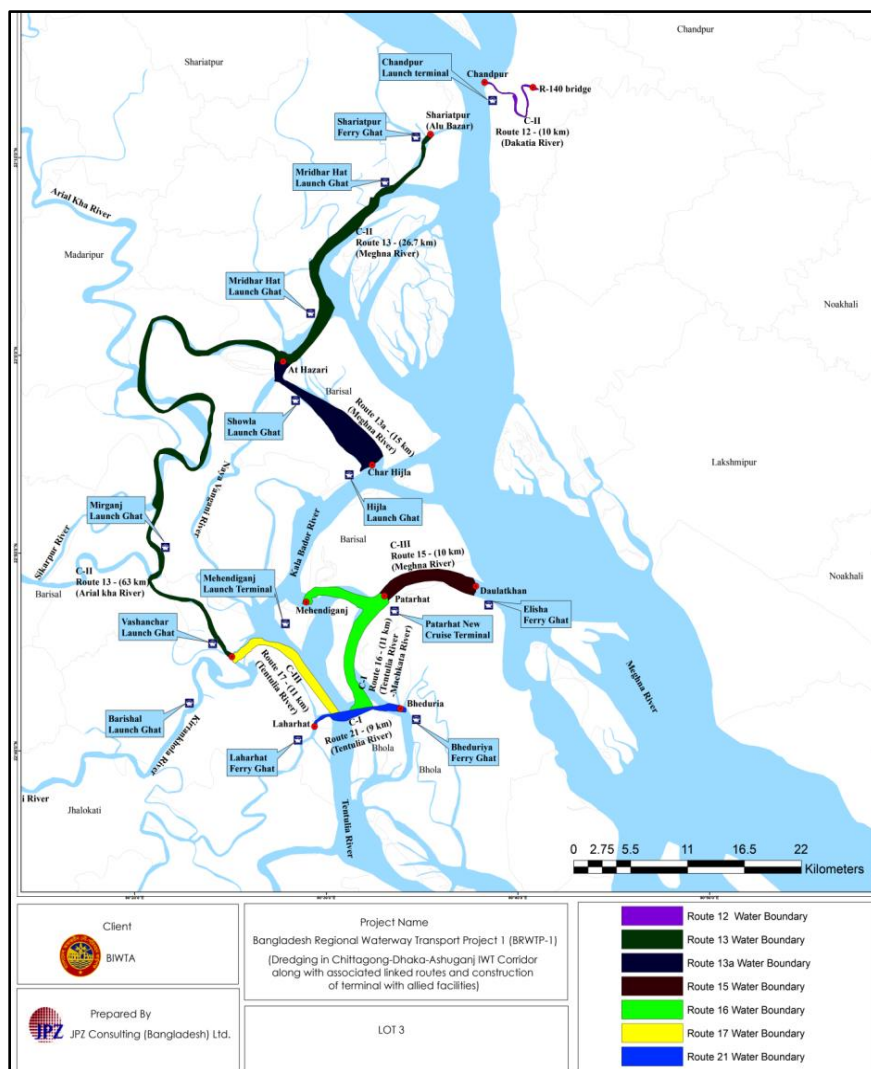 Chandpur
Shariatpur
Chandpur
Launch terminal
Chandpur
R-140 bridge
C-II
Route 12 - (10 km)
(Dakatia River)
Shariatpur
Ferry Ghat
Shariatpur
(Alu Bazar)
Mridhar Hat
Launch Ghat
Arial Kha River
Madaripur
C-II
Route 13 - (26.7 km)
(Meghna River)
Mridhar Hat
Launch Ghat
Noakhali
At Hazari
Barisal
Route 13a - (15 km)
(Meghna River)
Showla
Launch Ghat
Char Hijla
Lakshmipur
Naya Vangani River
Hijla
Launch Ghat
Mirganj
Launch Ghat
Sikarpur River
Kala Bador River
Barisal
C-III
Route 15 - (10 km)
(Meghna River)
C-II
Route 13 - (63 km)
(Arial kha River)
Barisal
Noakhali
Mehendiganj
Launch Terminal
Mehendiganj
Patarhat
Daulatkhan
Elisha
Ferry Ghat
Patarhat New
Cruise Terminal
Vashanchar
Launch Ghat
C-III
Route 17 - (11 km)
(Tentulia River)
C-I
Route 16 - (11 km)
(Tentulia River
-Machkata River)
Meghna River
Barishal
Launch Ghat
Kirtankhola River
Laharhat
Bheduria
C-I
Route 21 - (9 km)
(Tentulia River)
Laharhat
Ferry Ghat
Bhola
Bheduriya
Ferry Ghat
Bhola
i River
Jhalokati
Tentulia River
0 2.75 5.5 11 16.5 22
Kilometers
Client
BIWTA
Prepared By
JPZ
JPZ Consulting (Bangladesh) Ltd.
Project Name
Bangladesh Regional Waterway Transport Project 1 (BRWTP-1)
(Dredging in Chittagong-Dhaka-Ashuganj IWT Corridor
along with associated linked routes and construction
of terminal with allied facilities)
LOT 3
Route 12 Water Boundary
Route 13 Water Boundary
Route 13a Water Boundary
Route 15 Water Boundary
Route 16 Water Boundary
Route 17 Water Boundary
Route 21 Water Boundary